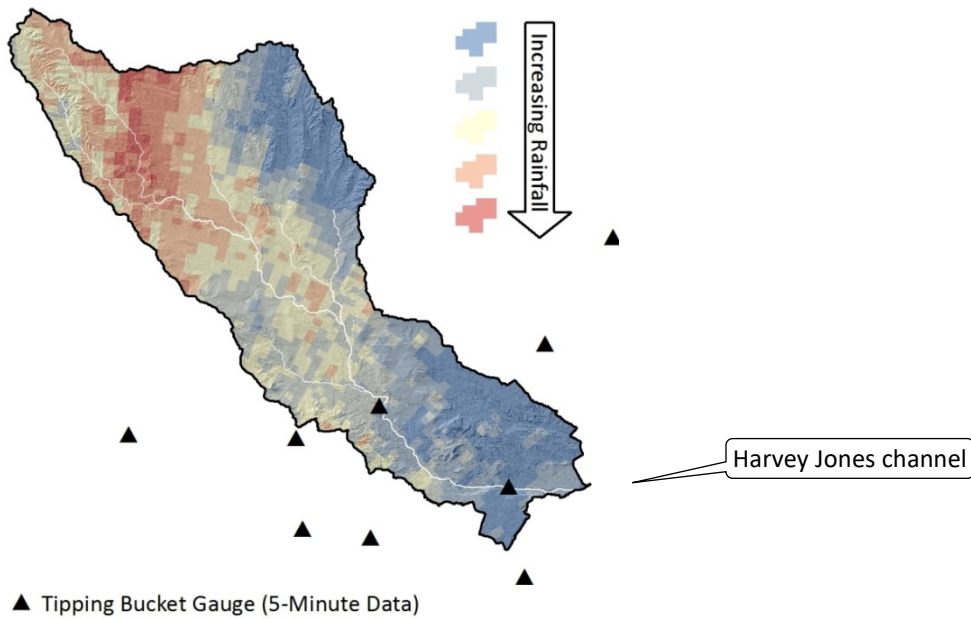 Increasing Rainfall
Harvey Jones channel
▲ Tipping Bucket Gauge (5-Minute Data)